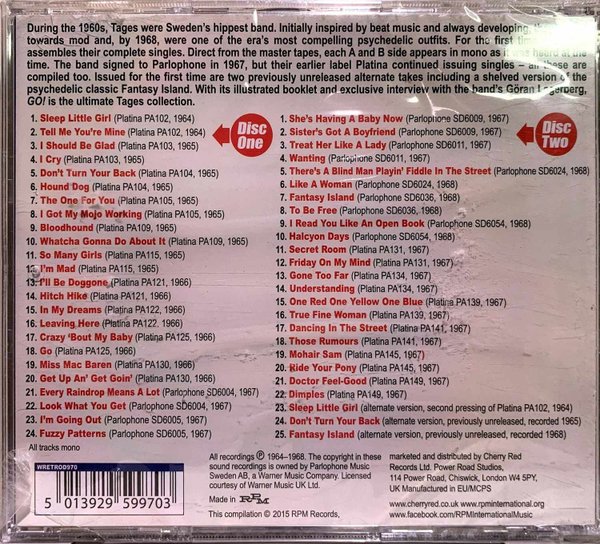 During the 1960s, Tages were Sweden's hippest band. Initially inspired by beat music and always developing,
towards mod and, by 1968, were one of the era's most compelling psychedelic outfits. For the first time
assembles their complete singles. Direct from the master tapes, each A and B side appears in mono as it was heard at the
time. The band signed to Parlophone in 1967, but their earlier label Platina continued issuing singles – all these are
compiled too. Issued for the first time are two previously unreleased alternate takes including a shelved version of the
psychedelic classic Fantasy Island. With its illustrated booklet and exclusive interview with the band's Göran Lagerberg,
GO! is the ultimate Tages collection.
Disc One
1. Sleep Little Girl (Platina PA102, 1964)
2. Tell Me You're Mine (Platina PA102, 1964)
3. I Should Be Glad (Platina PA103, 1965)
4. I Cry (Platina PA103, 1965)
5. Don't Turn Your Back (Platina PA104, 1965)
6. Hound Dog (Platina PA104, 1965)
7. The One For You (Platina PA105, 1965)
8. I Got My Mojo Working (Platina PA105, 1965)
9. Bloodhound (Platina PA109, 1965)
10. Whatcha Gonna Do About It (Platina PA109, 1965)
11. So Many Girls (Platina PA115, 1965)
12. I'm Mad (Platina PA115, 1965)
13. I'll Be Doggone (Platina PA121, 1966)
14. Hitch Hike (Platina PA121, 1966)
15. In My Dreams (Platina PA122, 1966)
16. Leaving Here (Platina PA122. 1966)
17. Crazy 'Bout My Baby (Platina PA125, 1966)
18. Go (Platina PA125, 1966)
19. Miss Mac Baren (Platina PA130, 1966)
20. Get Up An' Get Goin' (Platina PA130, 1966)
21. Every Raindrop Means A Lot (Parlophone SD6004, 1967)
22. Look What You Get (Parlophone SD6004, 1967)
23. I'm Going Out (Parlophone SD6005, 1967)
24. Fuzzy Patterns (Parlophone SD6005, 1967)
All tracks mono
Disc Two
1. She's Having A Baby Now (Parlophone SD6009, 1967)
2. Sister's Got A Boyfriend (Parlophone SD6009, 1967)
3. Treat Her Like A Lady (Parlophone SD6011, 1967)
4. Wanting (Parlophone SD6011, 1967)
5. There's A Blind Man Playin' Fiddle In The Street (Parlophone SD6024, 1968)
6. Like A Woman (Parlophone SD6024, 1968)
7. Fantasy Island (Parlophone SD6036, 1968)
8. To Be Free (Parlophone SD6036, 1968)
9. I Read You Like An Open Book (Parlophone SD6054, 1968)
10. Halcyon Days (Parlophone SD6054, 1968)
11. Secret Room (Platina PA131, 1967)
12. Friday On My Mind (Platina PA131, 1967)
13. Gone Too Far (Platina PA134, 1967)
14. Understanding (Platina PA134, 1967)
15. One Red One Yellow One Blue (Platina PA139, 1967)
16. True Fine Woman (Platina PA139, 1967)
17. Dancing In The Street (Platina PA141, 1967)
18. Those Rumours (Platina PA141, 1967)
19. Mohair Sam (Platina PA145, 1967)
20. Ride Your Pony (Platina PA145, 1967)
21. Doctor Feel-Good (Platina PA149, 1967)
22. Dimples (Platina PA149, 1967)
23. Sleep Little Girl (alternate version, second pressing of Platina PA102, 1964)
24. Don't Turn Your Back (alternate version, previously unreleased, recorded 1965)
25. Fantasy Island (alternate version, previously unreleased, recorded 1968)
WRETROD970
5 013929 599703
All recordings ℗ 1964–1968. The copyright in these
sound recordings is owned by Parlophone Music
Sweden AB, a Warner Music Company. Licensed
courtesy of Warner Music UK Ltd.
Made in RPM
This compilation © 2015 RPM Records.
marketed and distributed by Cherry Red
Records Ltd. Power Road Studios,
114 Power Road, Chiswick, London W4 5PY,
UK Manufactured in EU/MCPS
www.cherryred.co.uk www.rpminternational.org
www.facebook.com/RPMInternationalMusic